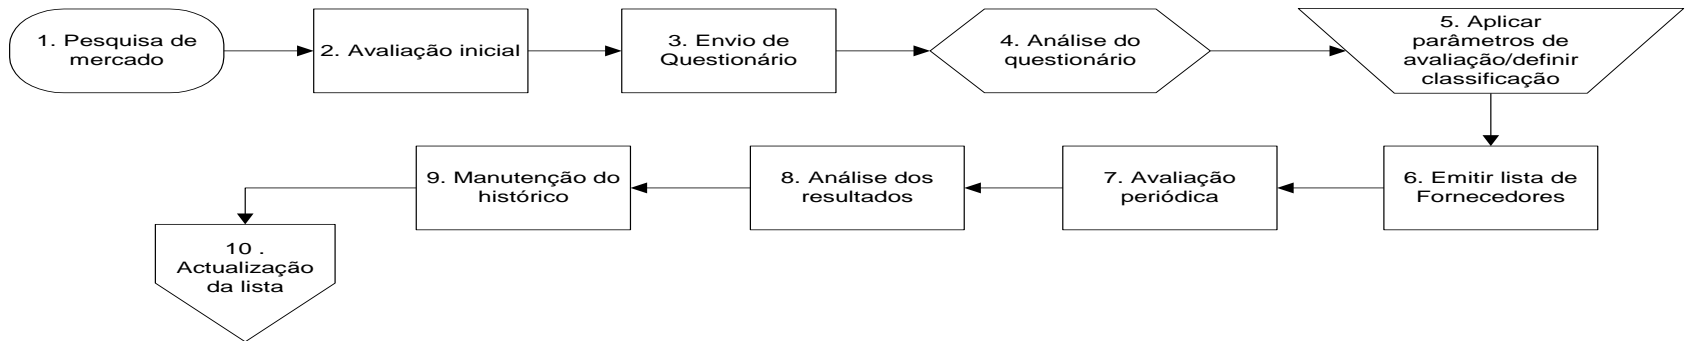 1. Pesquisa de
mercado
2. Avaliação inicial
3. Envio de
Questionário
4. Análise do
questionário
5. Aplicar
parâmetros de
avaliação/definir
classificação
6. Emitir lista de
Fornecedores
7. Avaliação
periódica
8. Análise dos
resultados
9. Manutenção do
histórico
10 .
Actualização
da lista